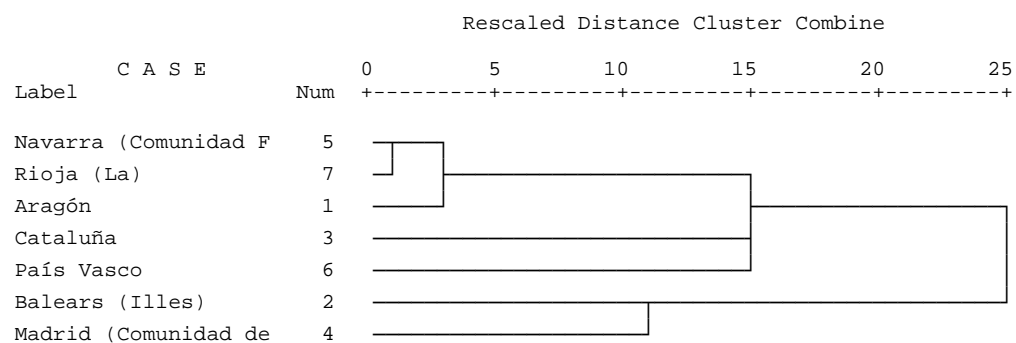 Rescaled Distance Cluster Combine
C A S E 0 5 10 15 20 25
Label Num +---------+---------+---------+---------+---------+
Navarra (Comunidad F 5
Rioja (La) 7
Aragón 1
Cataluña 3
País Vasco 6
Balears (Illes) 2
Madrid (Comunidad de 4